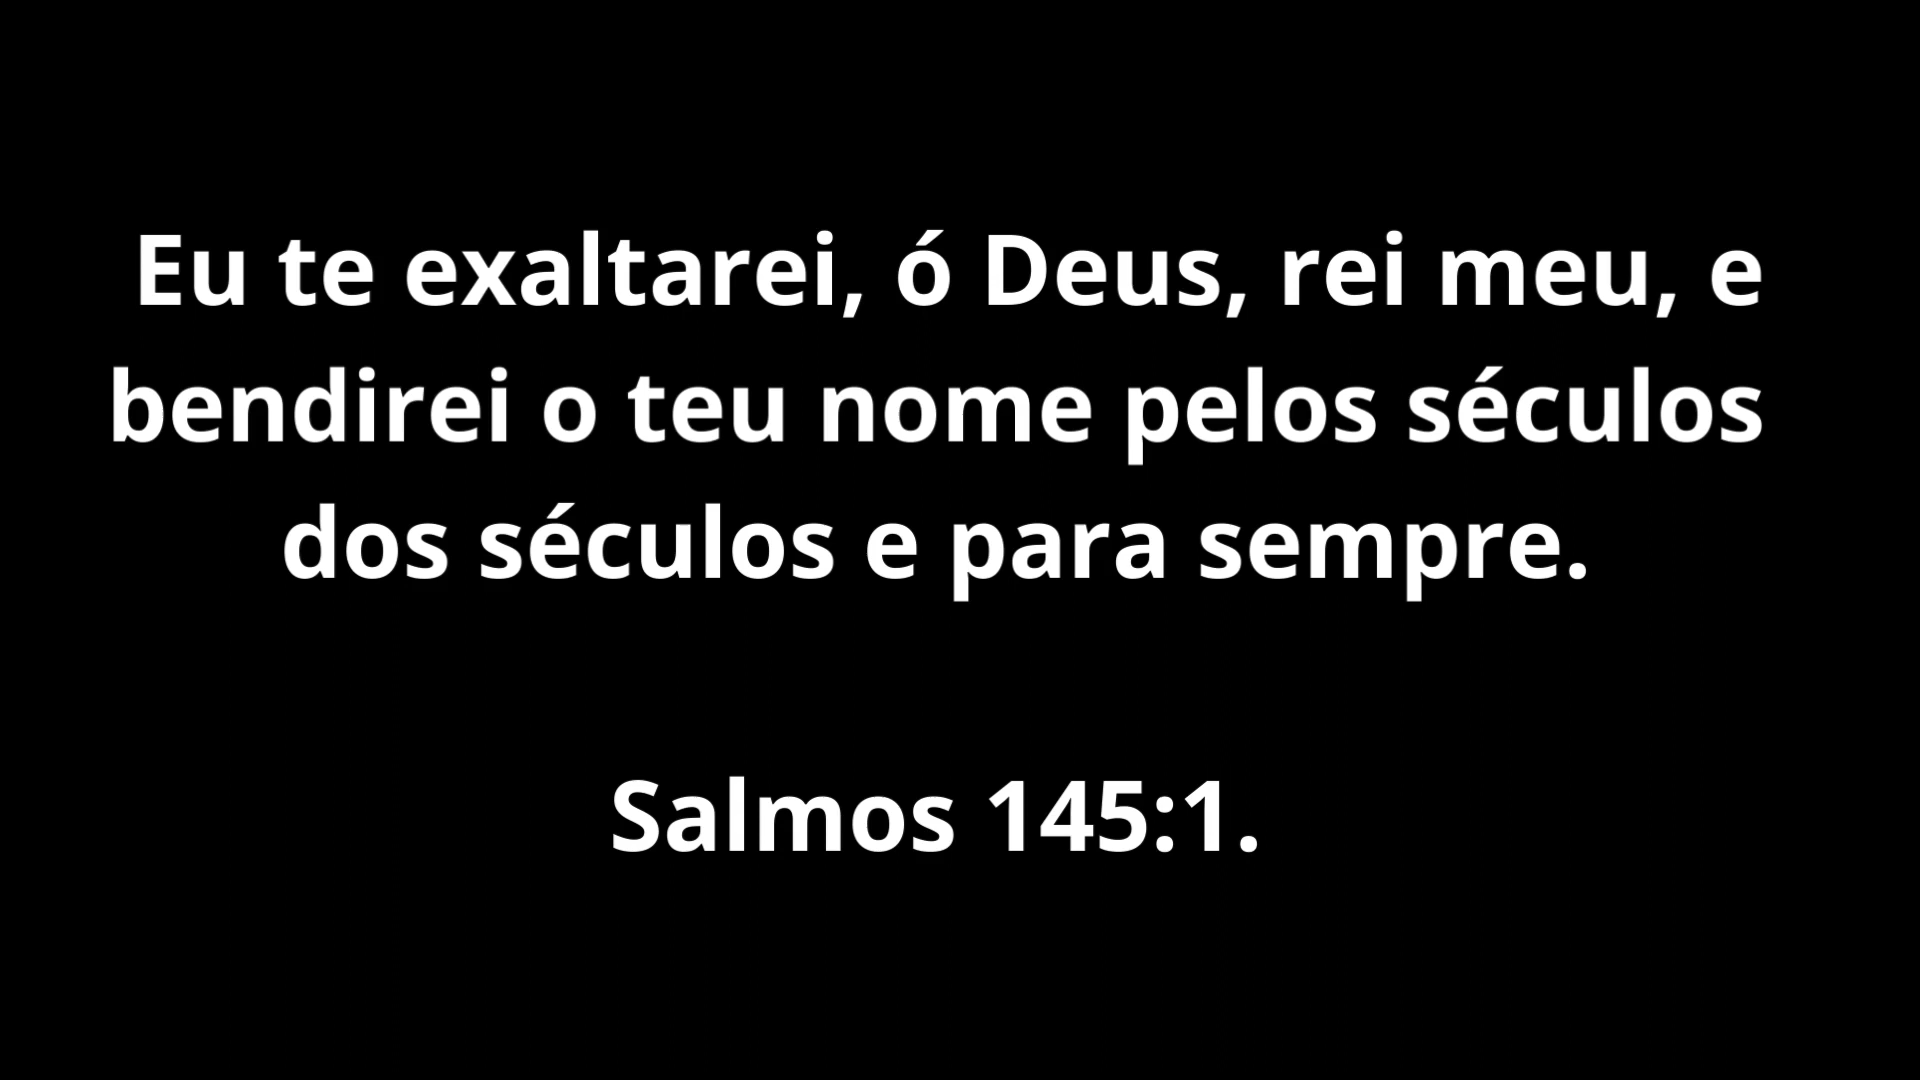 Eu te exaltarei, ó Deus, rei meu, e
bendirei o teu nome pelos séculos
dos séculos e para sempre.
Salmos 145:1.